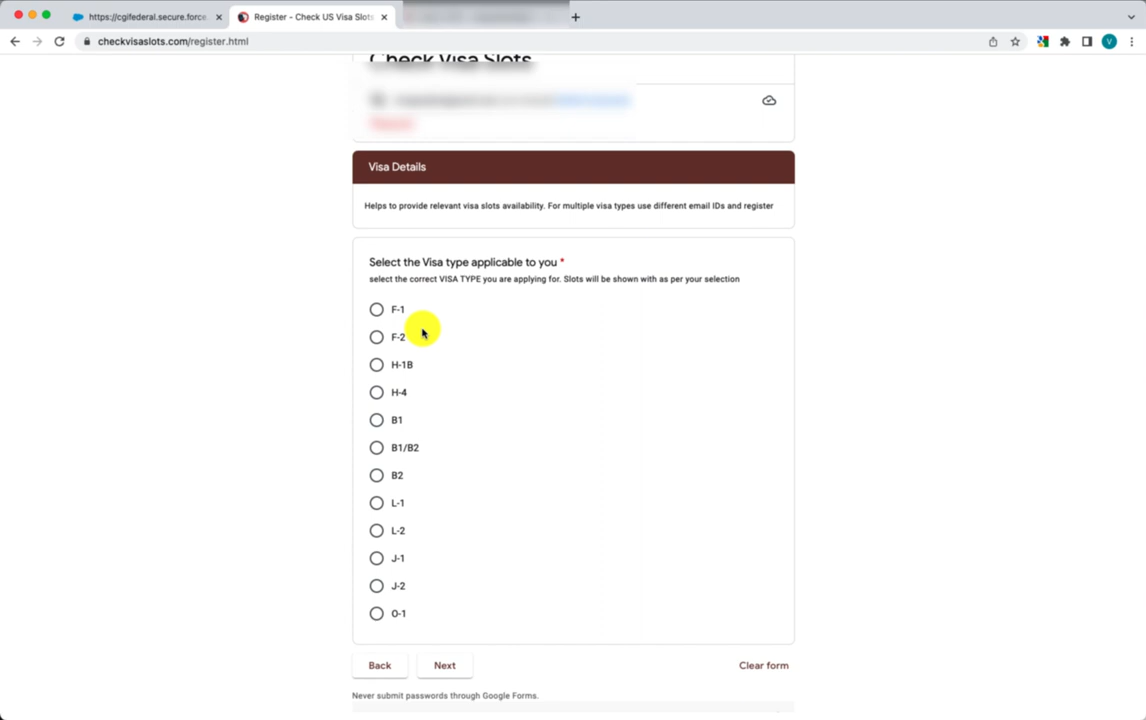 https://cgifederal.secure.force.
Register - Check US Visa Slots
checkvisaslots.com/register.html
V
Check Visa Slots
Visa Details
Helps to provide relevant visa slots availability. For multiple visa types use different email IDs and register
Select the Visa type applicable to you *
select the correct VISA TYPE you are applying for. Slots will be shown with as per your selection
F-1
F-2
H-1B
H-4
B1
B1/B2
B2
L-1
L-2
J-1
J-2
O-1
Back Next Clear form
Never submit passwords through Google Forms.